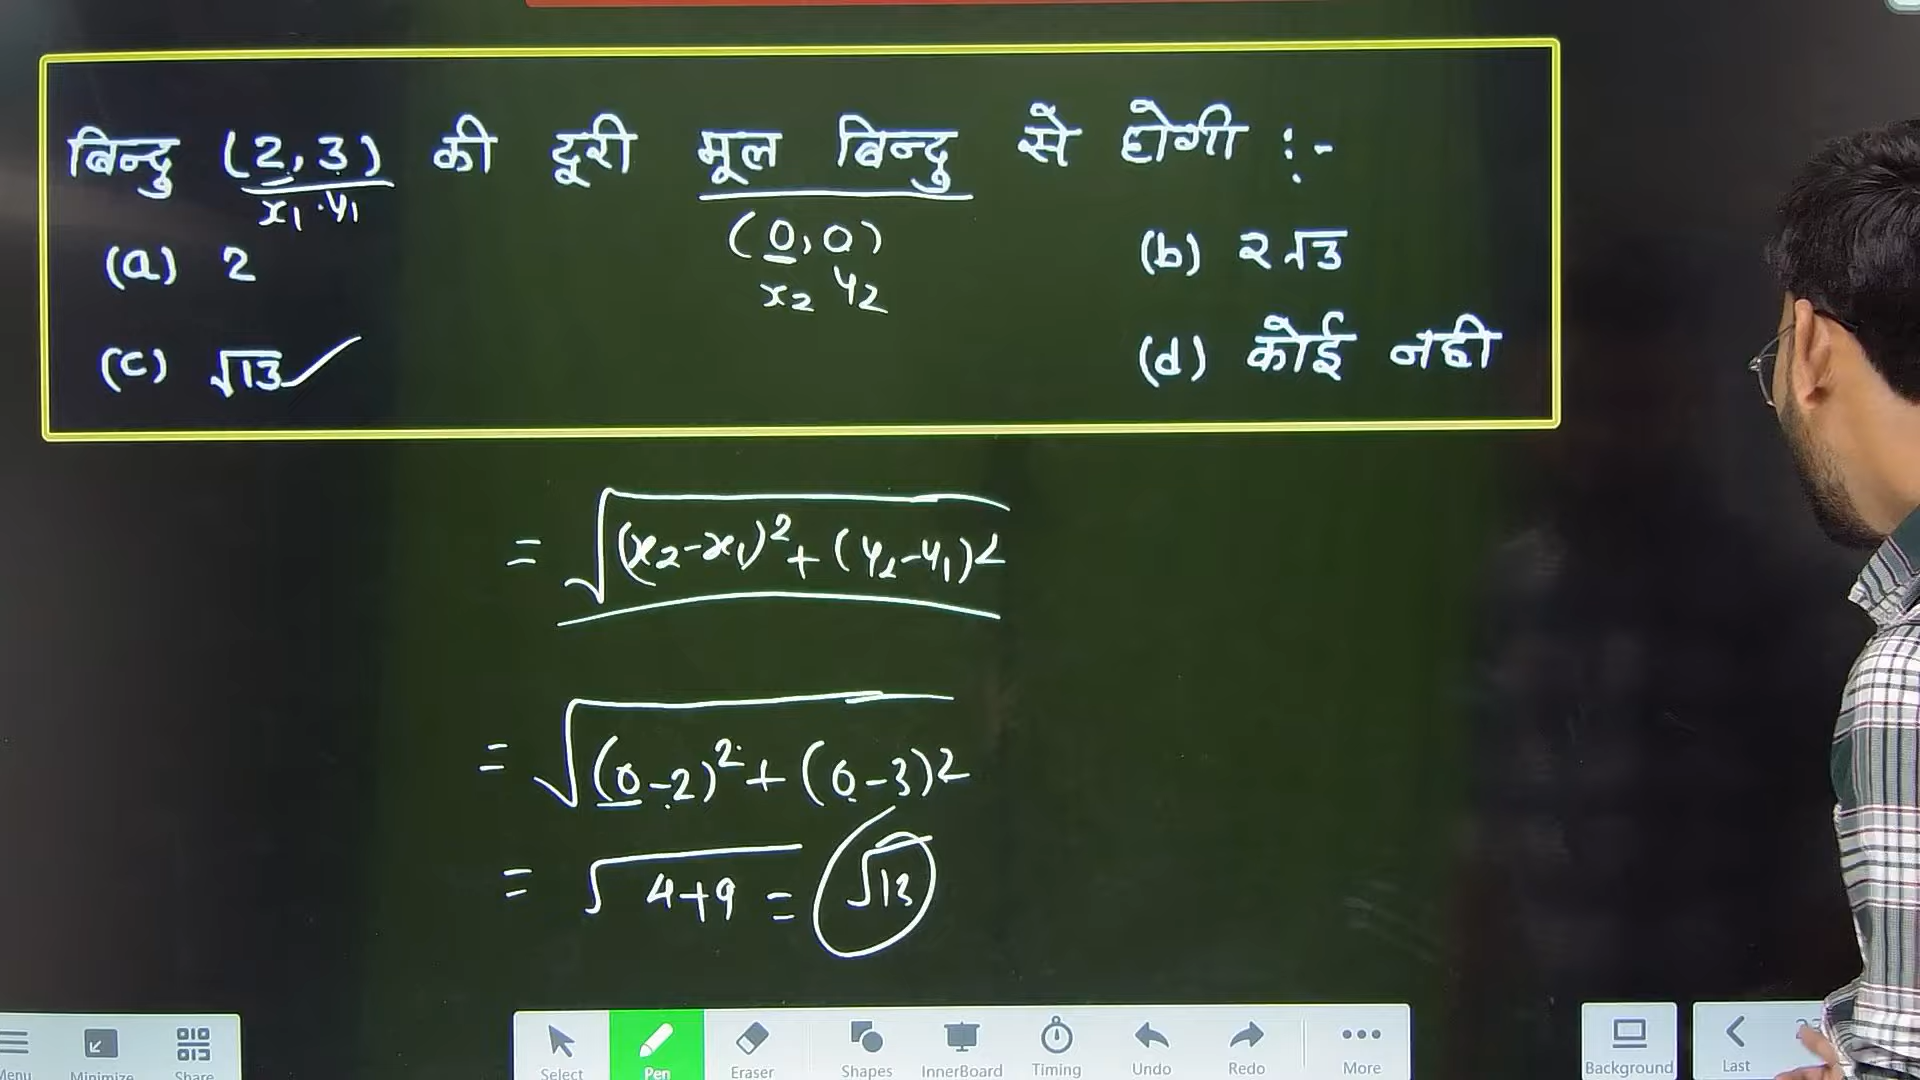 बिन्दु (2,3) की दूरी मूल बिन्दु से होगी :-
x₁ . y₁
(0,0)
x₂ y₂
(a) 2
(b) 2√3
(c) √13
(d) कोई नही
= √(x₂-x₁)²+(y₂-y₁)²
= √(0-2)²+(0-3)²
= √4+9 = √13
Menu Minimize Share Select Pen Eraser Shapes InnerBoard Timing Undo Redo More Background Last